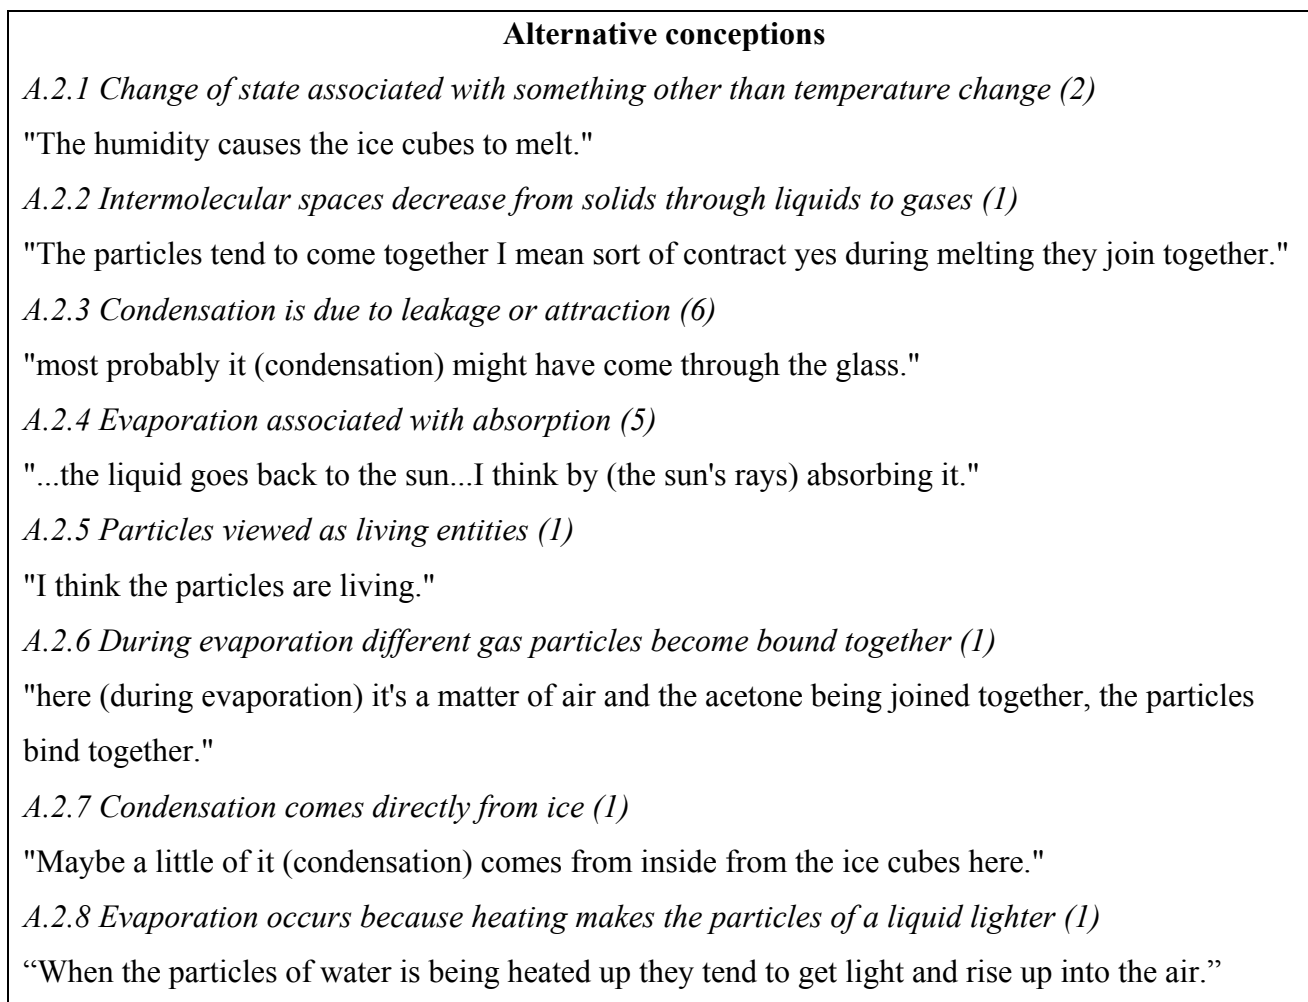 Alternative conceptions
A.2.1 Change of state associated with something other than temperature change (2)
"The humidity causes the ice cubes to melt."
A.2.2 Intermolecular spaces decrease from solids through liquids to gases (1)
"The particles tend to come together I mean sort of contract yes during melting they join together."
A.2.3 Condensation is due to leakage or attraction (6)
"most probably it (condensation) might have come through the glass."
A.2.4 Evaporation associated with absorption (5)
"...the liquid goes back to the sun...I think by (the sun's rays) absorbing it."
A.2.5 Particles viewed as living entities (1)
"I think the particles are living."
A.2.6 During evaporation different gas particles become bound together (1)
"here (during evaporation) it's a matter of air and the acetone being joined together, the particles
bind together."
A.2.7 Condensation comes directly from ice (1)
"Maybe a little of it (condensation) comes from inside from the ice cubes here."
A.2.8 Evaporation occurs because heating makes the particles of a liquid lighter (1)
“When the particles of water is being heated up they tend to get light and rise up into the air.”